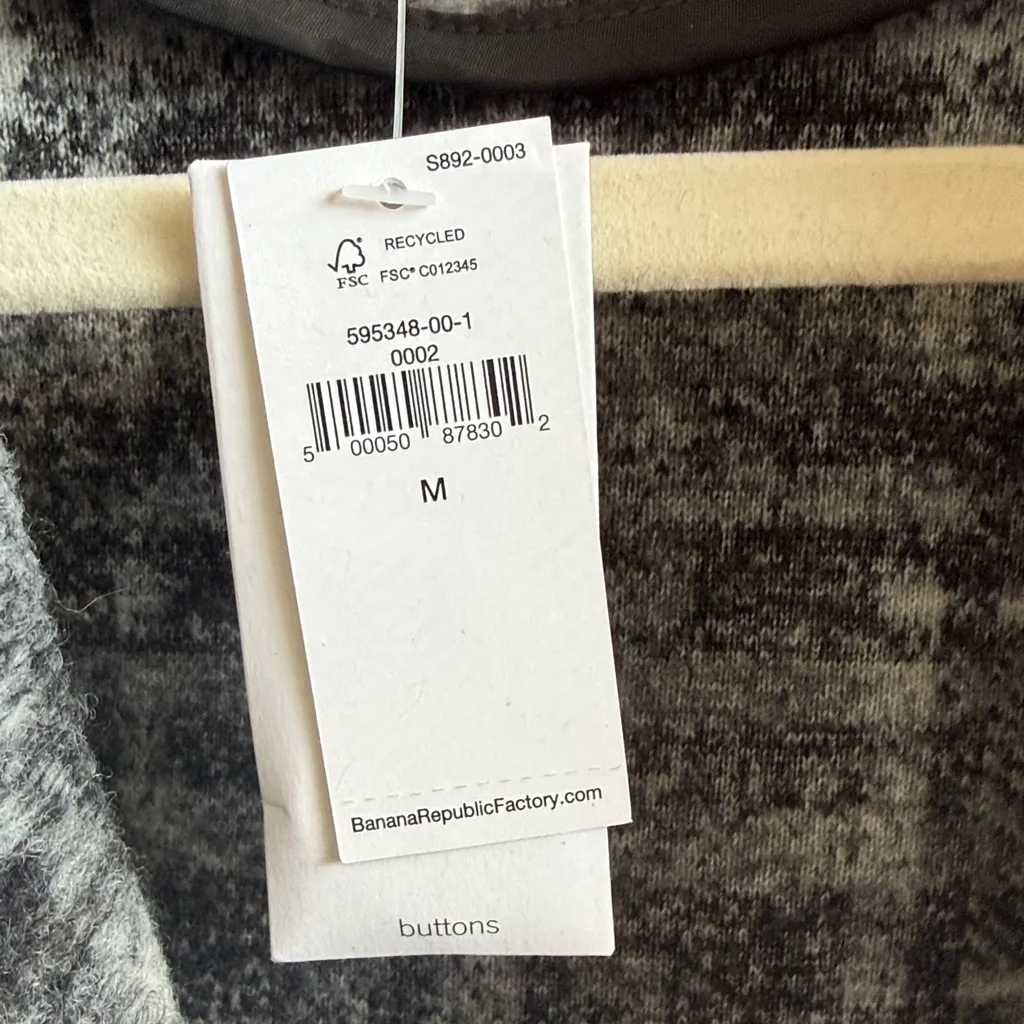 S892-0003
RECYCLED
FSC
FSC® C012345
595348-00-1
0002
5 00050 87830 2
M
BananaRepublicFactory.com
buttons